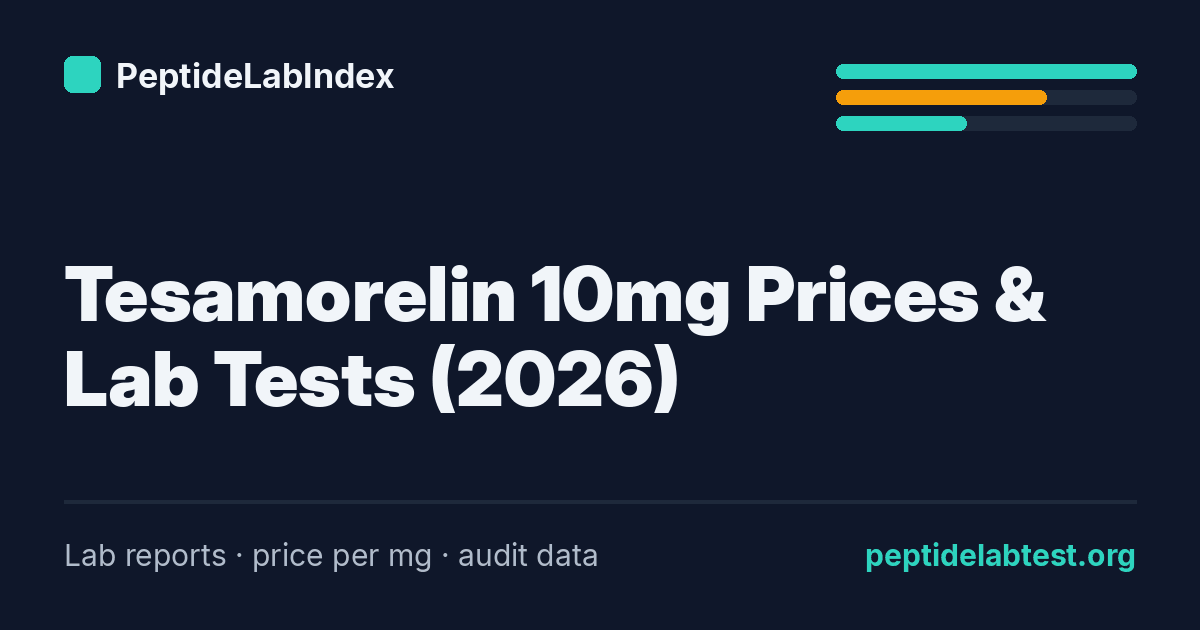 PeptideLabIndex
Tesamorelin 10mg Prices &
Lab Tests (2026)
Lab reports · price per mg · audit data
peptidelabtest.org